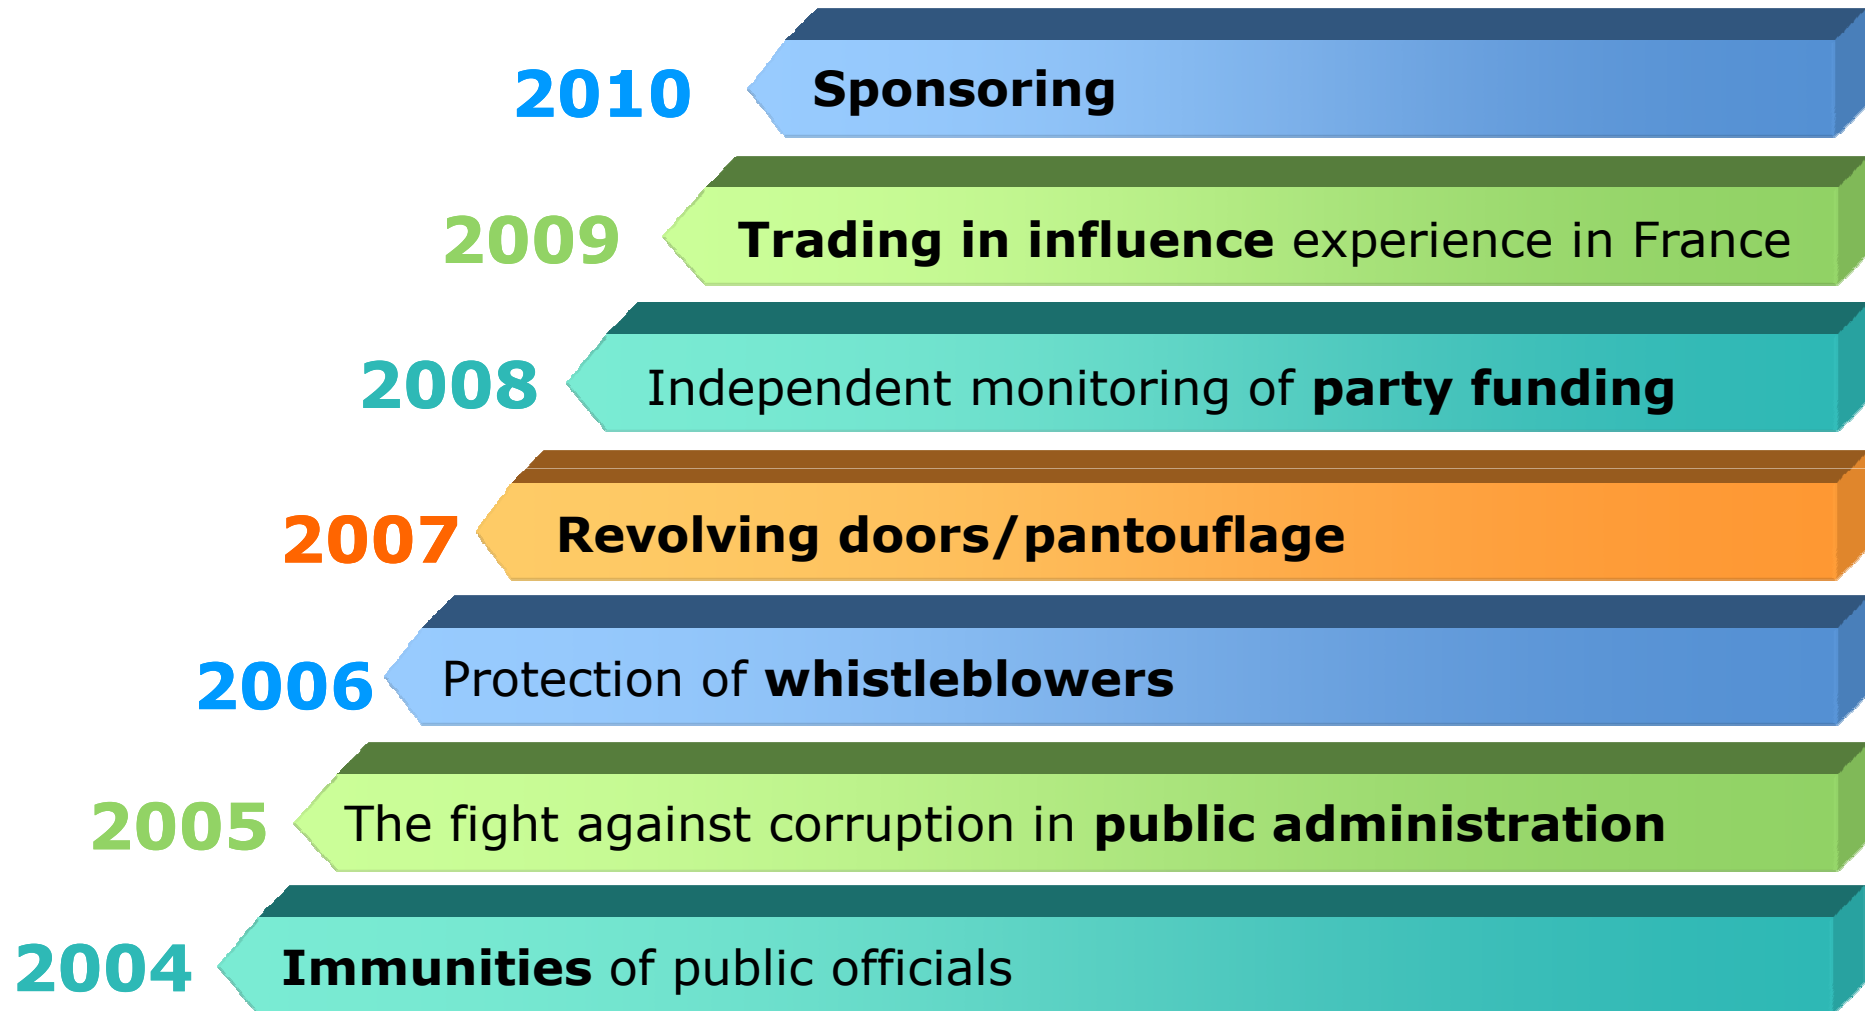 2010 Sponsoring
2009 Trading in influence experience in France
2008 Independent monitoring of party funding
2007 Revolving doors/pantouflage
2006 Protection of whistleblowers
2005 The fight against corruption in public administration
2004 Immunities of public officials